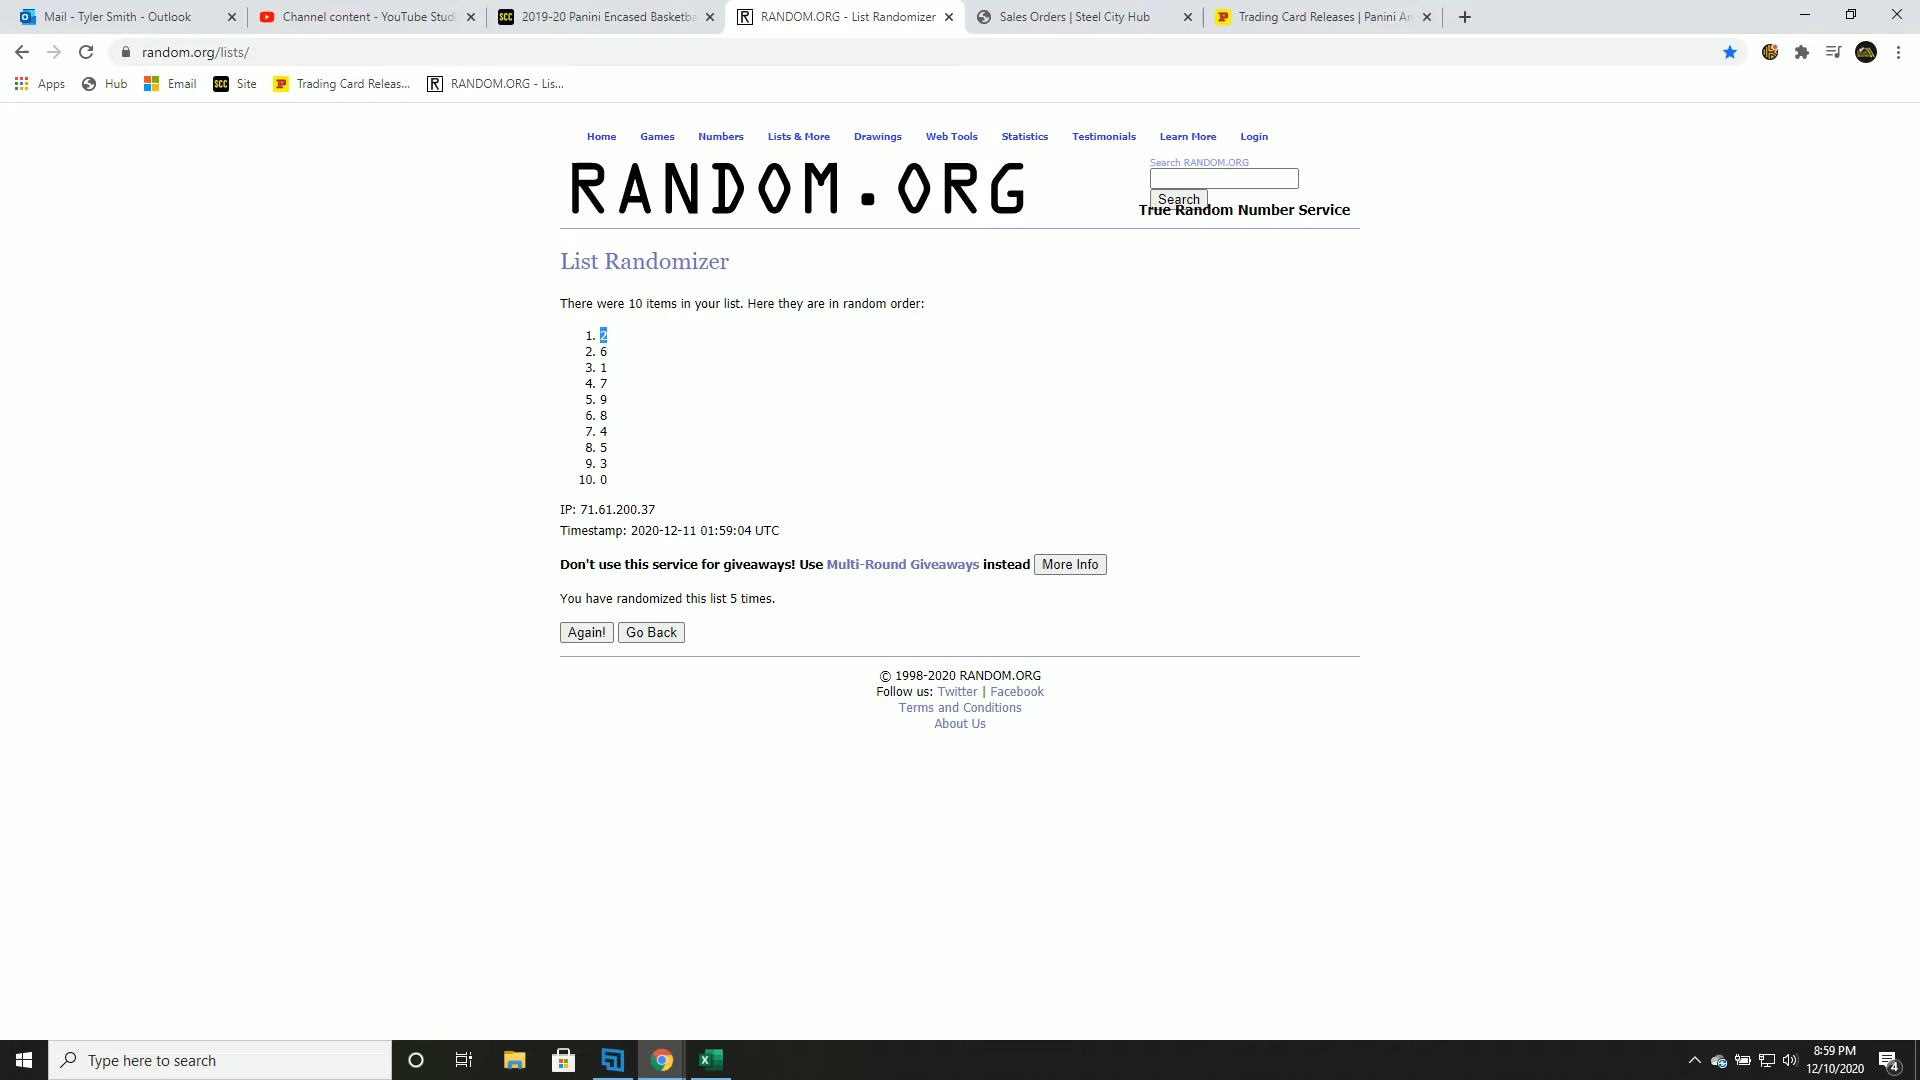 Mail - Tyler Smith - Outlook
Channel content - YouTube Stud
SCC 2019-20 Panini Encased Basketba
R RANDOM.ORG - List Randomizer
Sales Orders | Steel City Hub
P Trading Card Releases | Panini Am
random.org/lists/
Apps Hub Email SCC Site P Trading Card Releas... R RANDOM.ORG - Lis...
Home Games Numbers Lists & More Drawings Web Tools Statistics Testimonials Learn More Login
RANDOM.ORG
Search RANDOM.ORG
Search
True Random Number Service
List Randomizer
There were 10 items in your list. Here they are in random order:
1. 2
2. 6
3. 1
4. 7
5. 9
6. 8
7. 4
8. 5
9. 3
10. 0
IP: 71.61.200.37
Timestamp: 2020-12-11 01:59:04 UTC
Don't use this service for giveaways! Use Multi-Round Giveaways instead More Info
You have randomized this list 5 times.
Again! Go Back
© 1998-2020 RANDOM.ORG
Follow us: Twitter | Facebook
Terms and Conditions
About Us
Type here to search
8:59 PM
12/10/2020
4